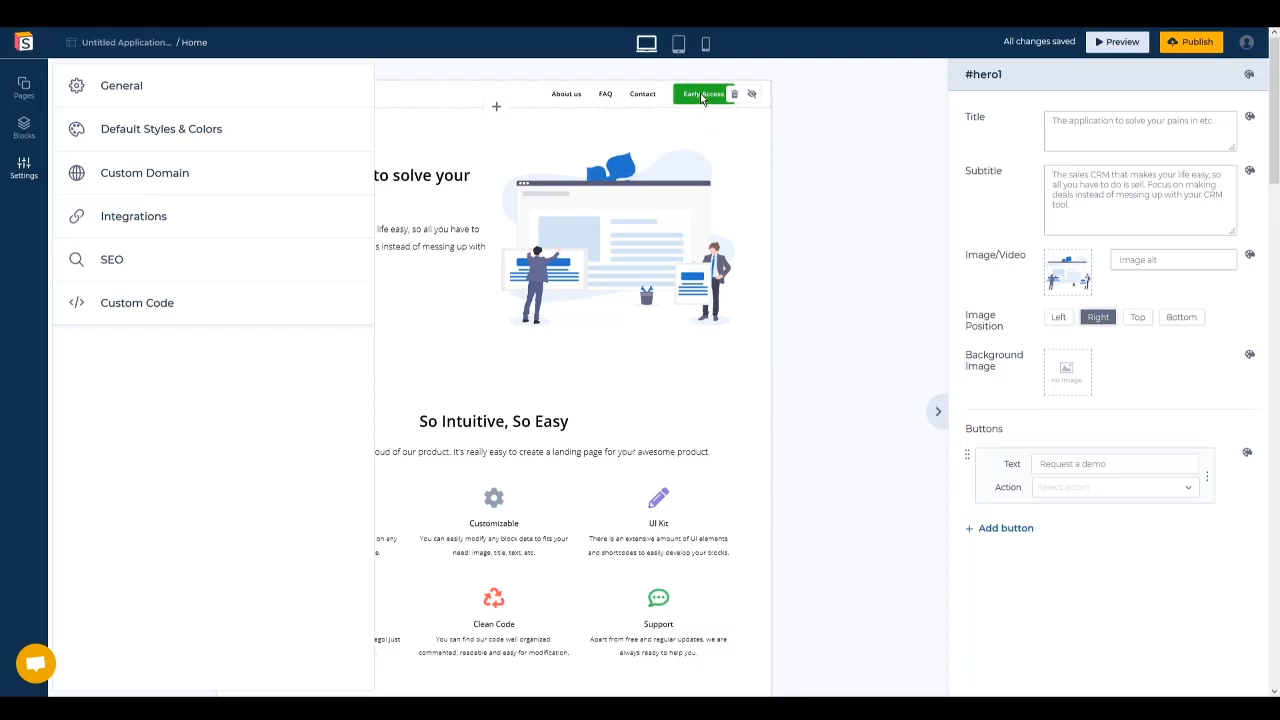 S
Untitled Application... / Home
All changes saved
Preview
Publish
Pages
Blocks
Settings
General
Default Styles & Colors
Custom Domain
Integrations
SEO
Custom Code
About us
FAQ
Contact
Early Access
to solve your
life easy, so all you have to
s instead of messing up with
So Intuitive, So Easy
oud of our product. It's really easy to create a landing page for your awesome product.
on any
e.
Customizable
You can easily modify any block data to fits your
need: image, title, text, etc.
UI Kit
There is an extensive amount of UI elements
and shortcodes to easily develop your blocks.
ego! Just
Clean Code
You can find our code well organized,
commented, readable and easy for modification.
Support
Apart from free and regular updates, we are
always ready to help you.
#hero1
Title
The application to solve your pains in etc.
Subtitle
The sales CRM that makes your life easy, so
all you have to do is sell. Focus on making
deals instead of messing up with your CRM
tool.
Image/Video
Image alt
Image
Position
Left
Right
Top
Bottom
Background
Image
no image
Buttons
Text
Request a demo
Action
Select action
+ Add button